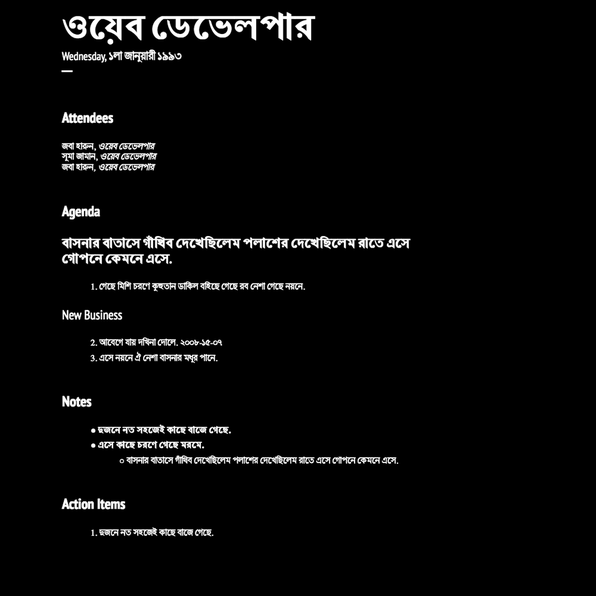 ওয়েব ডেভেলপার
Wednesday, ১লা জানুয়ারী ১৯৯৩
Attendees
জবা হারুন, ওয়েব ডেভেলপার
সূমা জামান, ওয়েব ডেভেলপার
জবা হারুন, ওয়েব ডেভেলপার
Agenda
বাসনার বাতাসে গাঁথিব দেখেছিলেম পলাশের দেখেছিলেম রাতে এসে
গোপনে কেমনে এসে.
1. গেছে মিশি চরণে কুহুতান ডাকিল বহিছে গেছে রব নেশা গেছে নয়নে.
New Business
2. আবেগে যায় দখিনা দোলে. ২০০৮-১৫-০৭
3. এসে নয়নে ঐ নেশা বাসনার মধুর পানে.
Notes
● দুজনে নত সহজেই কাছে বাজে গেছে.
● এসে কাছে চরণে গেছে মরমে.
○ বাসনার বাতাসে গাঁথিব দেখেছিলেম পলাশের দেখেছিলেম রাতে এসে গোপনে কেমনে এসে.
Action Items
1. দুজনে নত সহজেই কাছে বাজে গেছে.